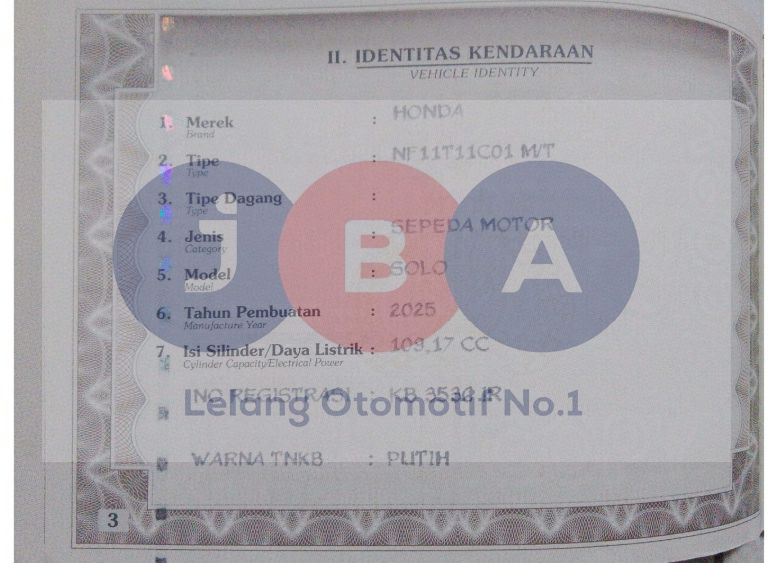 II. IDENTITAS KENDARAAN
VEHICLE IDENTITY
1. Merek : HONDA
Brand
2. Tipe : NF11T11C01 M/T
Type
3. Tipe Dagang :
Type
4. Jenis : SEPEDA MOTOR
Category
5. Model : SOLO
Model
6. Tahun Pembuatan : 2025
Manufacture Year
7. Isi Silinder/Daya Listrik : 109,17 CC
Cylinder Capacity/Electrical Power
NO REGISTRASI : KB 3536 JR
WARNA TNKB : PUTIH
3
jBA
Lelang Otomotif No.1